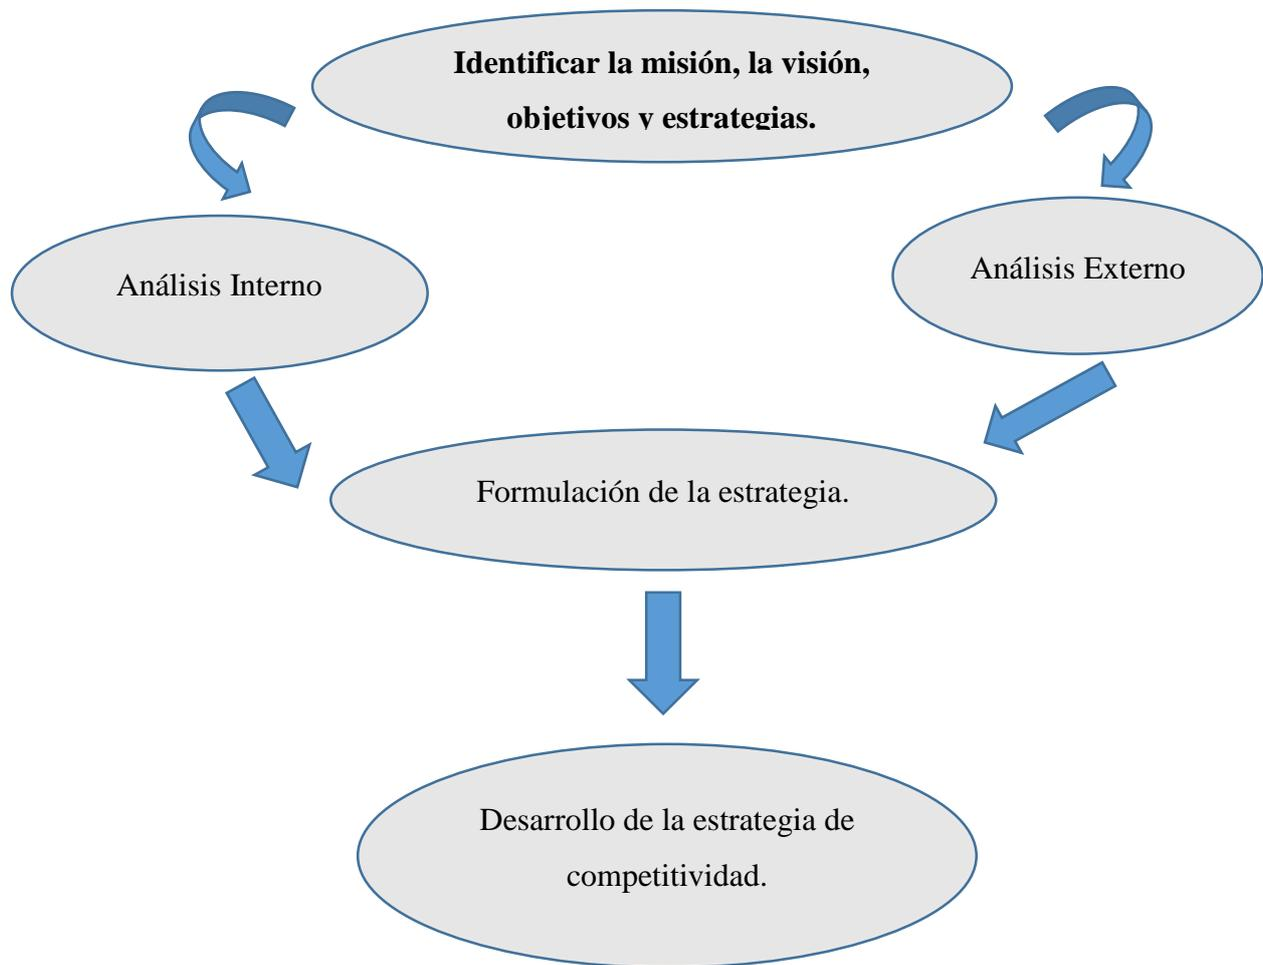 Identificar la misión, la visión,
objetivos y estrategias.
Análisis Interno
Análisis Externo
Formulación de la estrategia.
Desarrollo de la estrategia de
competitividad.